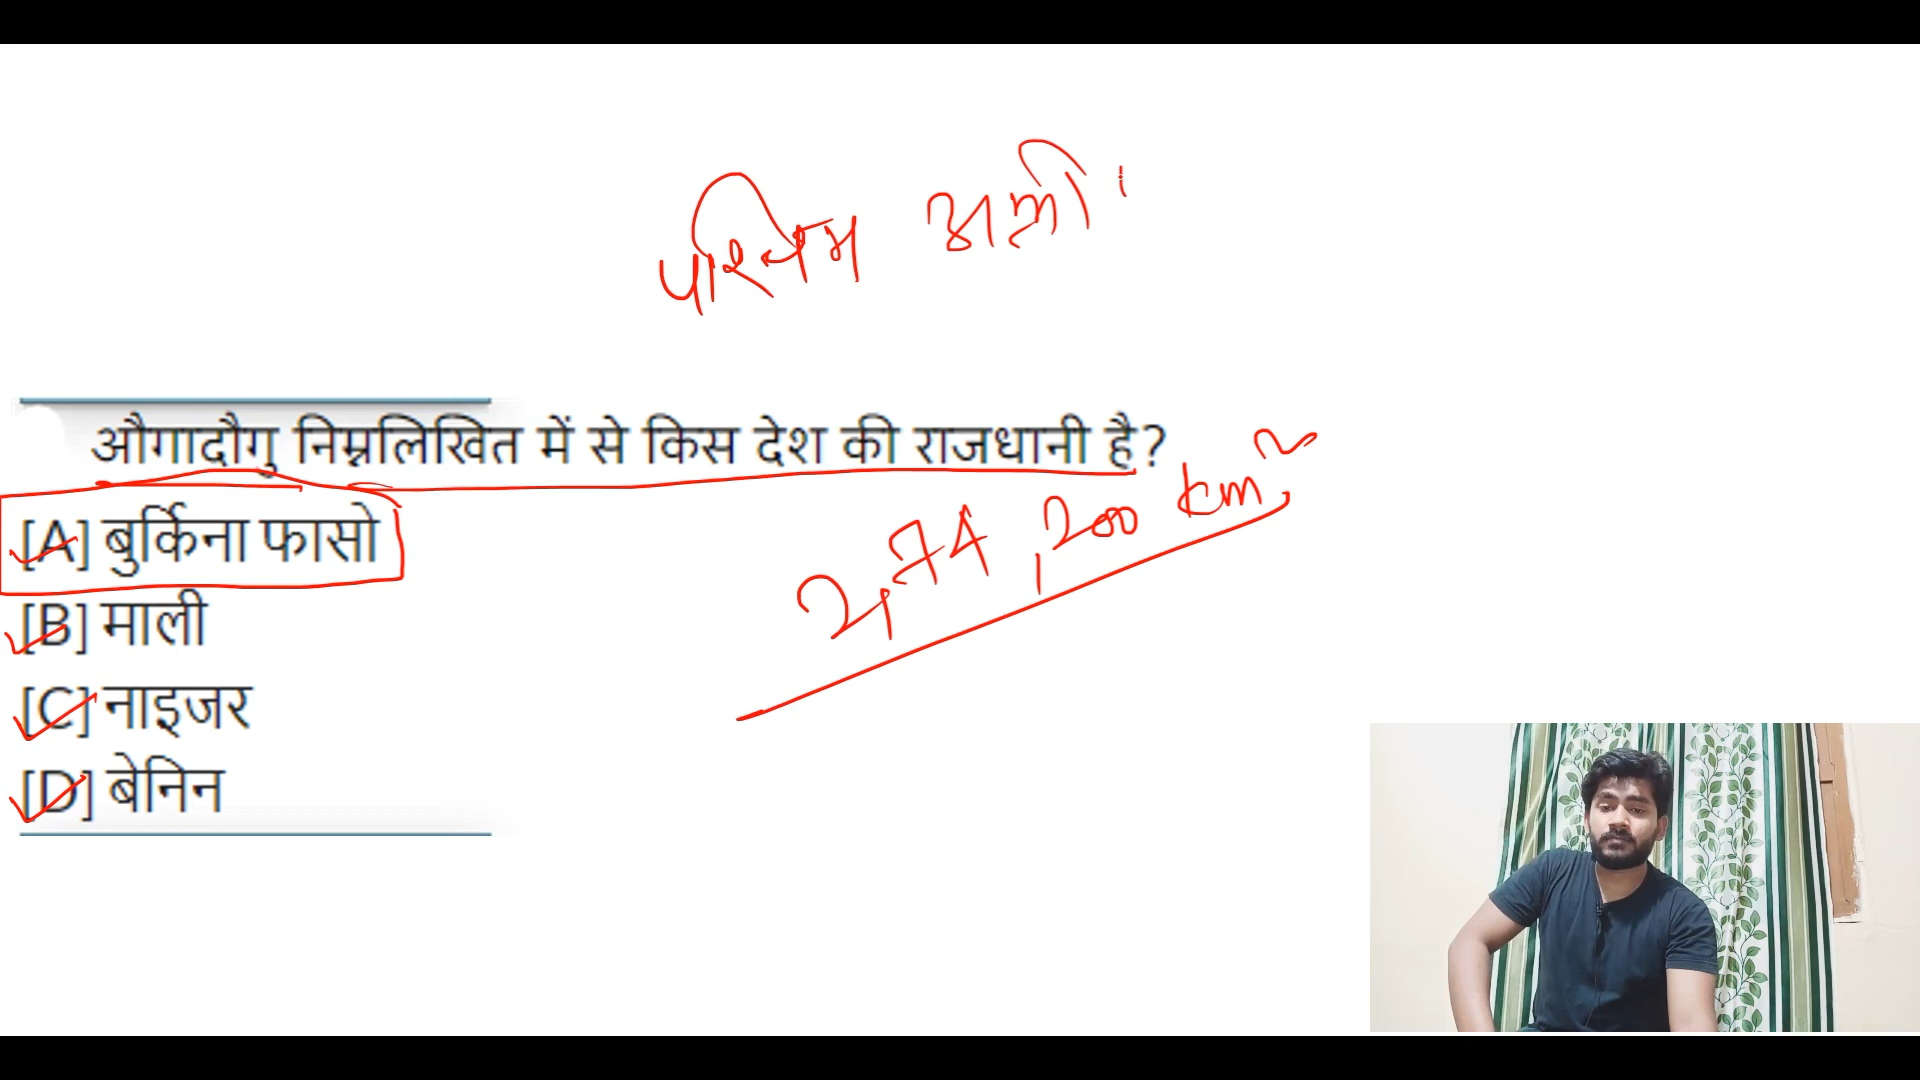 पश्चिम अफ्री
औगादौगु निम्नलिखित में से किस देश की राजधानी है?
2,74,200 km²
[A] बुर्किना फासो
[B] माली
[C] नाइजर
[D] बेनिन